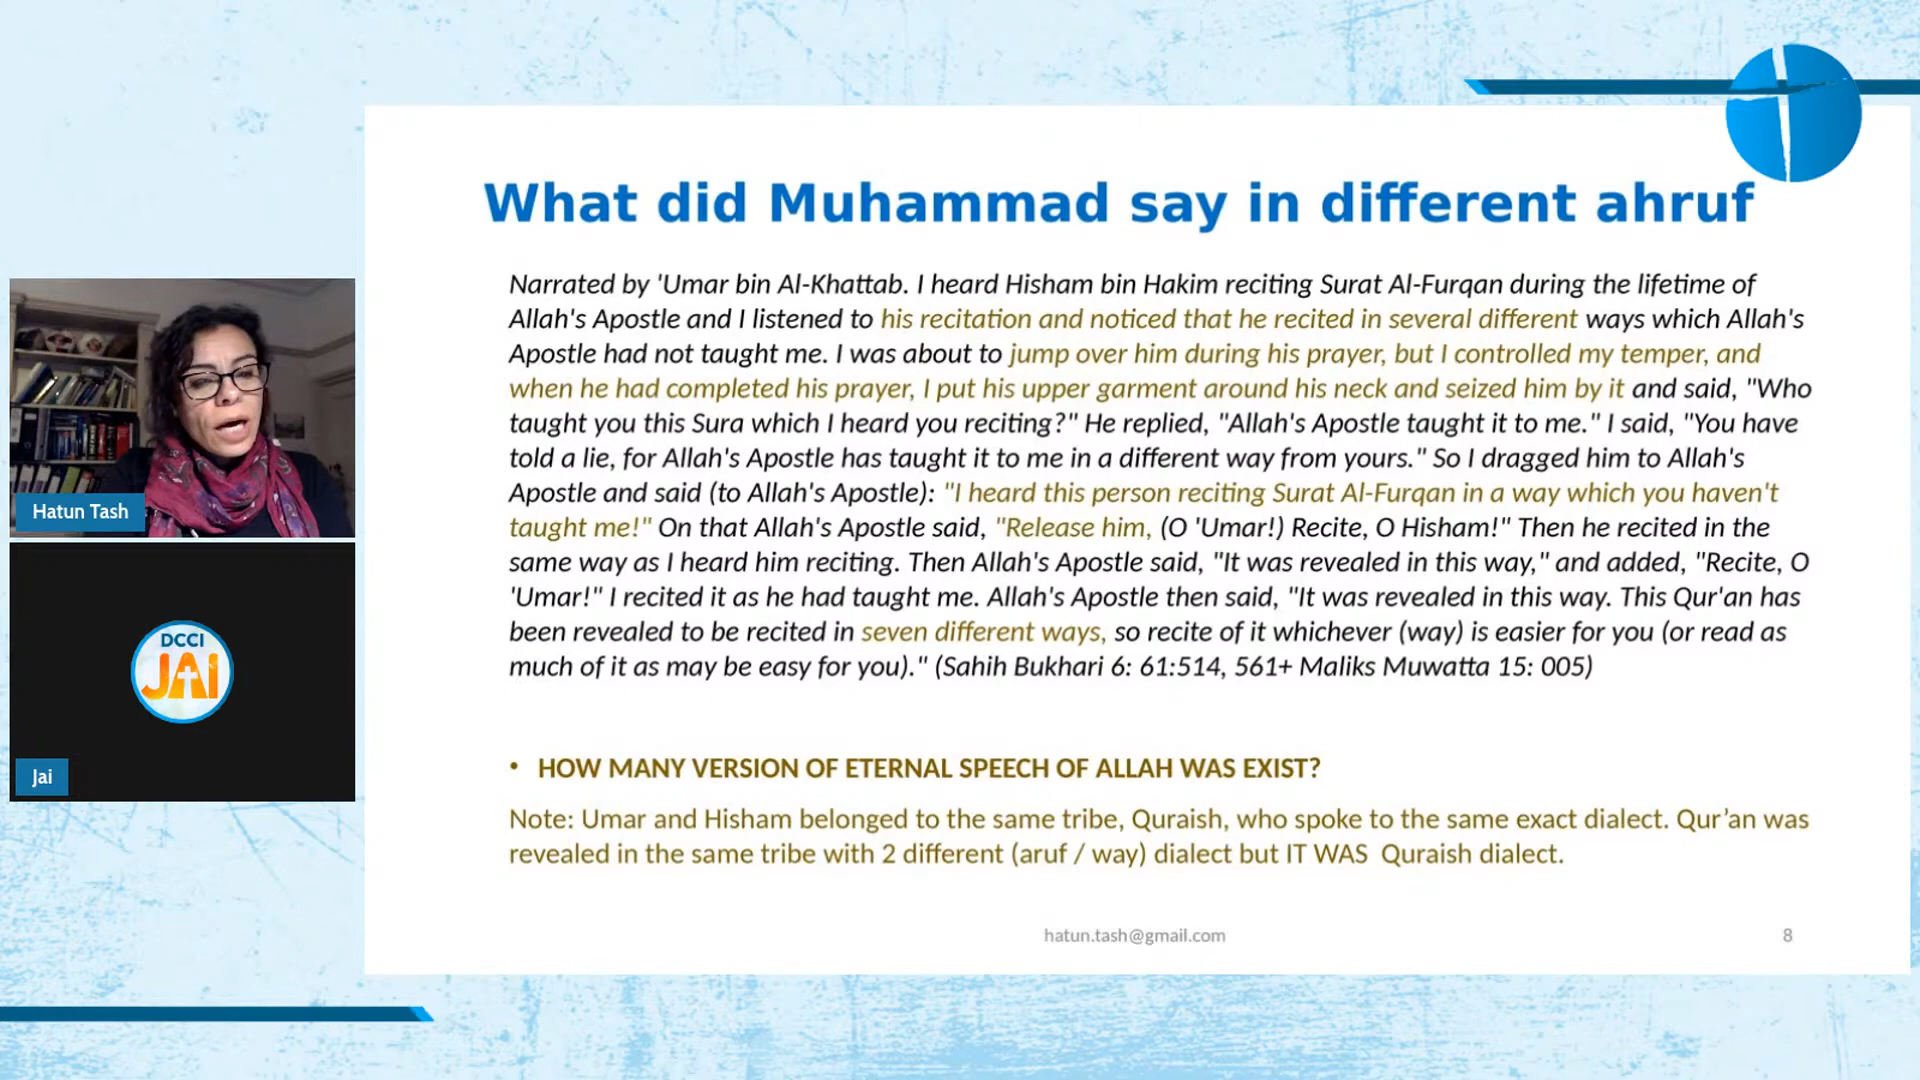 What did Muhammad say in different ahruf
Narrated by 'Umar bin Al-Khattab. I heard Hisham bin Hakim reciting Surat Al-Furqan during the lifetime of
Allah's Apostle and I listened to his recitation and noticed that he recited in several different ways which Allah's
Apostle had not taught me. I was about to jump over him during his prayer, but I controlled my temper, and
when he had completed his prayer, I put his upper garment around his neck and seized him by it and said, "Who
taught you this Sura which I heard you reciting?" He replied, "Allah's Apostle taught it to me." I said, "You have
told a lie, for Allah's Apostle has taught it to me in a different way from yours." So I dragged him to Allah's
Apostle and said (to Allah's Apostle): "I heard this person reciting Surat Al-Furqan in a way which you haven't
taught me!" On that Allah's Apostle said, "Release him, (O 'Umar!) Recite, O Hisham!" Then he recited in the
same way as I heard him reciting. Then Allah's Apostle said, "It was revealed in this way," and added, "Recite, O
'Umar!" I recited it as he had taught me. Allah's Apostle then said, "It was revealed in this way. This Qur'an has
been revealed to be recited in seven different ways, so recite of it whichever (way) is easier for you (or read as
much of it as may be easy for you)." (Sahih Bukhari 6: 61:514, 561+ Maliks Muwatta 15: 005)
• HOW MANY VERSION OF ETERNAL SPEECH OF ALLAH WAS EXIST?
Note: Umar and Hisham belonged to the same tribe, Quraish, who spoke to the same exact dialect. Qur’an was
revealed in the same tribe with 2 different (aruf / way) dialect but IT WAS  Quraish dialect.
hatun.tash@gmail.com
8
Hatun Tash
DCCI
JAI
Jai